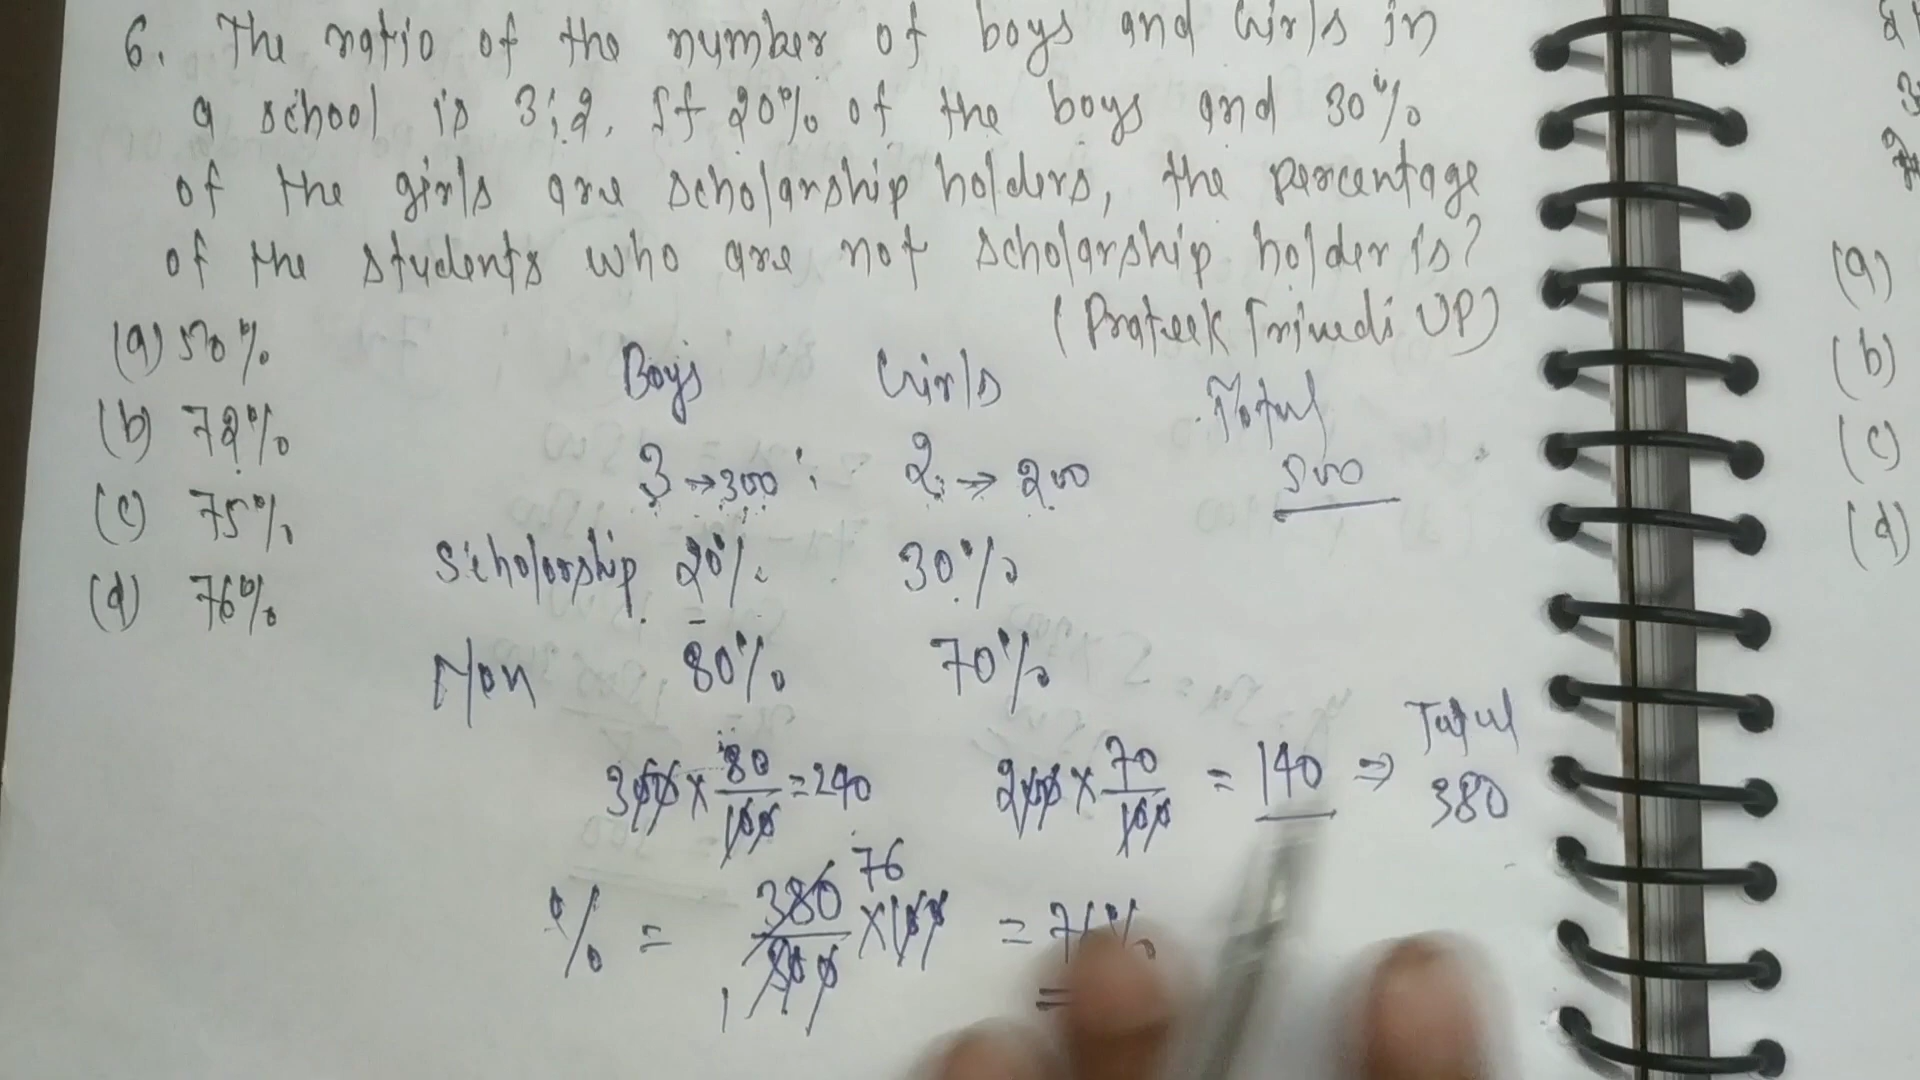 6. The ratio of the number of boys and Girls in
a school is 3:2. If 20% of the boys and 30%
of the girls are scholarship holders, the percentage
of the students who are not scholarship holder is?
(Prateek Trivedi UP)
(a) 50%
(b) 72%
(c) 75%
(d) 76%
Boys Girls Total
3 → 300 : 2 → 200 500
Scholorship 20% 30%
Non 80% 70%
300 × 80/100 = 240 200 × 70/100 = 140 ⇒ Total 380
% = 380/500 × 100 = 76%
76
1
(a)
(b)
(c)
(d)